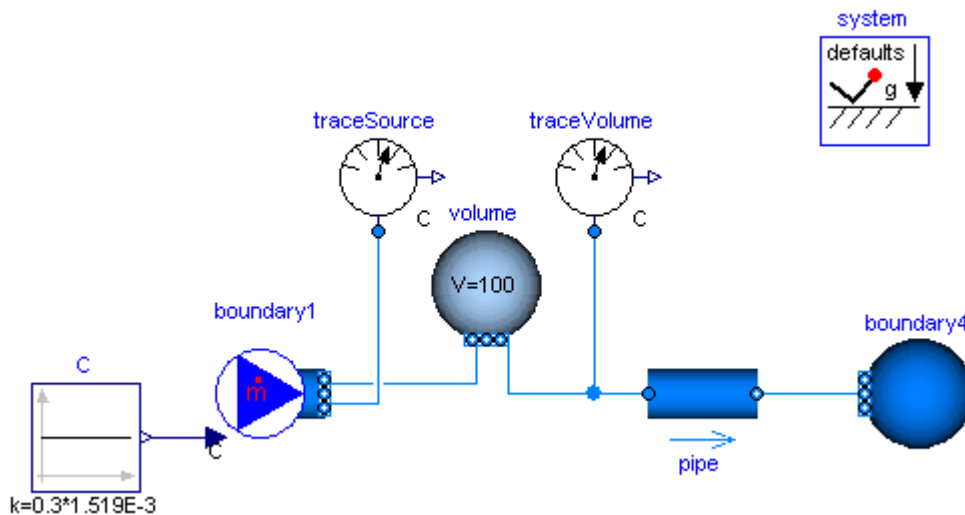 system
defaults
g
traceSource
traceVolume
C
volume
C
V=100
boundary1
boundary4
C
m
C
pipe
k=0.3*1.519E-3